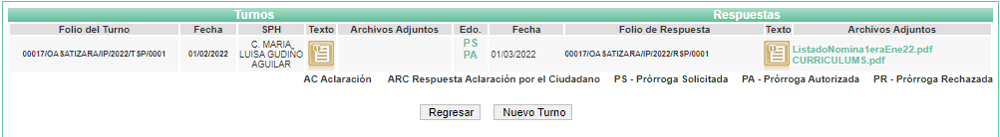 Turnos Respuestas
Folio del Turno Fecha SPH Texto Archivos Adjuntos Edo. Fecha Folio de Respuesta Texto Archivos Adjuntos
00017/OASATIZARA/IP/2022/TSP/0001 01/02/2022 C. MARIA, LUISA GUDIÑO AGUILAR PS PA 01/03/2022 00017/OASATIZARA/IP/2022/RSP/0001 ListadoNomina1eraEne22.pdf CURRICULUMS.pdf
AC Aclaración ARC Respuesta Aclaración por el Ciudadano PS - Prórroga Solicitada PA - Prórroga Autorizada PR - Prórroga Rechazada
Regresar Nuevo Turno